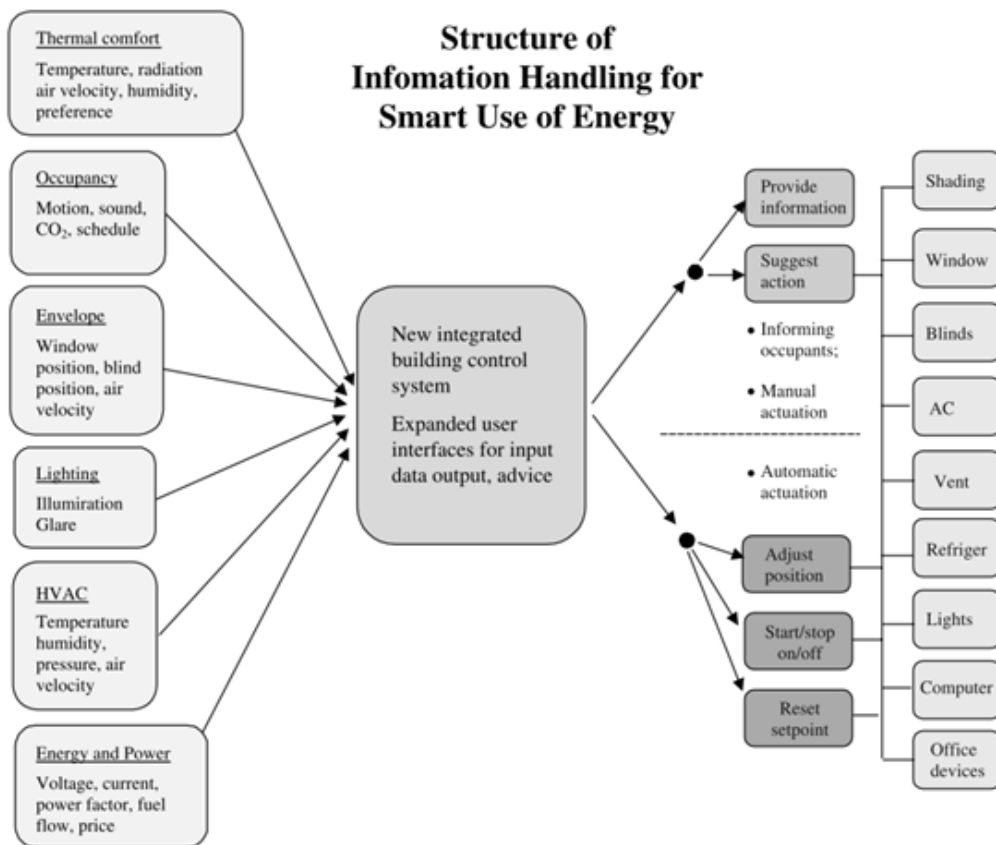 Structure of
Infomation Handling for
Smart Use of Energy
Thermal comfort
Temperature, radiation
air velocity, humidity,
preference
Occupancy
Motion, sound,
CO₂, schedule
Envelope
Window
position, blind
position, air
velocity
Lighting
Illumiration
Glare
HVAC
Temperature
humidity,
pressure, air
velocity
Energy and Power
Voltage, current,
power factor, fuel
flow, price
New integrated
building control
system
Expanded user
interfaces for input
data output, advice
Provide
information
Suggest
action
• Informing
occupants;
• Manual
actuation
• Automatic
actuation
Adjust
position
Start/stop
on/off
Reset
setpoint
Shading
Window
Blinds
AC
Vent
Refriger
Lights
Computer
Office
devices